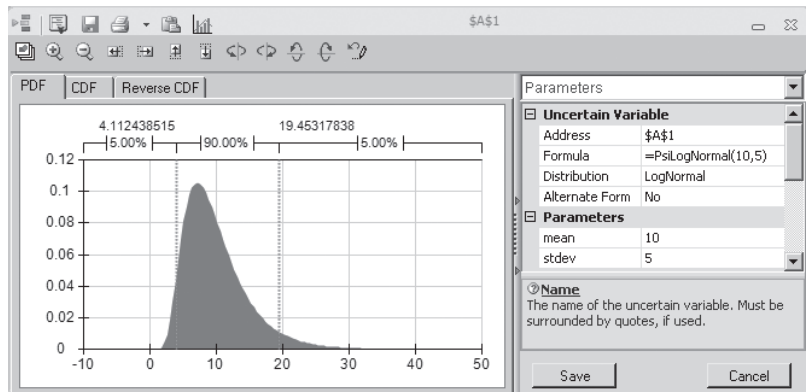 $A$1
PDF CDF Reverse CDF
4.112438515 19.45317838
5.00% 90.00% 5.00%
0.12
0.1
0.08
0.06
0.04
0.02
0
-10 0 10 20 30 40 50
Parameters
Uncertain Variable
Address $A$1
Formula =PsiLogNormal(10,5)
Distribution LogNormal
Alternate Form No
Parameters
mean 10
stdev 5
Name
The name of the uncertain variable. Must be
surrounded by quotes, if used.
Save Cancel